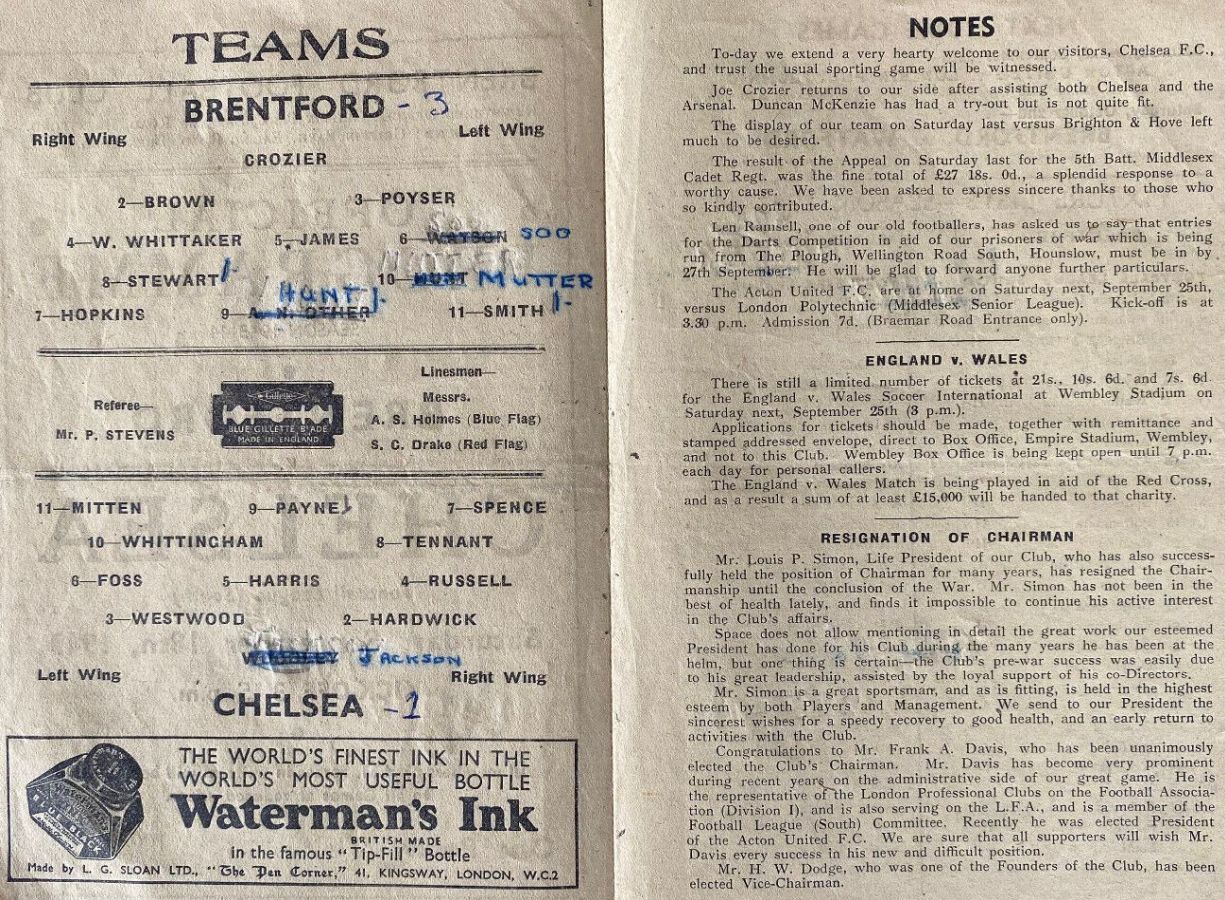 TEAMS
BRENTFORD - 3
Right Wing
Left Wing
CROZIER
2—BROWN 3—POYSER
4—W. WHITTAKER 5—JAMES 6—WATSON SOO
8—STEWART 1- 10—HUNT MUTTER
HUNT 1-
7—HOPKINS 9—A. N. OTHER 11—SMITH 1-
Referee—
Mr. P. STEVENS
Gillette
BLUE GILLETTE BLADE
MADE IN ENGLAND
Linesmen—
Messrs.
A. S. Holmes (Blue Flag)
S. C. Drake (Red Flag)
11—MITTEN 9—PAYNE 1 7—SPENCE
10—WHITTINGHAM 8—TENNANT
6—FOSS 5—HARRIS 4—RUSSELL
3—WESTWOOD 2—HARDWICK
JACKSON
Left Wing
Right Wing
CHELSEA - 1
THE WORLD'S FINEST INK IN THE
WORLD'S MOST USEFUL BOTTLE
Waterman's Ink
BRITISH MADE
in the famous "Tip-Fill" Bottle
Made by L. G. SLOAN LTD., "The Pen Corner," 41, KINGSWAY, LONDON, W.C.2
NOTES
To-day we extend a very hearty welcome to our visitors, Chelsea F.C.,
and trust the usual sporting game will be witnessed.
Joe Crozier returns to our side after assisting both Chelsea and the
Arsenal. Duncan McKenzie has had a try-out but is not quite fit.
The display of our team on Saturday last versus Brighton & Hove left
much to be desired.
The result of the Appeal on Saturday last for the 5th Batt. Middlesex
Cadet Regt. was the fine total of £27 18s. 0d., a splendid response to a
worthy cause. We have been asked to express sincere thanks to those who
so kindly contributed.
Len Ramsell, one of our old footballers, has asked us to say that entries
for the Darts Competition in aid of our prisoners of war which is being
run from The Plough, Wellington Road South, Hounslow, must be in by
27th September. He will be glad to forward anyone further particulars.
The Acton United F.C. are at home on Saturday next, September 25th,
versus London Polytechnic (Middlesex Senior League). Kick-off is at
3.30 p.m. Admission 7d. (Braemar Road Entrance only).
ENGLAND v. WALES
There is still a limited number of tickets at 21s., 10s. 6d. and 7s. 6d.
for the England v. Wales Soccer International at Wembley Stadium on
Saturday next, September 25th (3 p.m.).
Applications for tickets should be made, together with remittance and
stamped addressed envelope, direct to Box Office, Empire Stadium, Wembley,
and not to this Club. Wembley Box Office is being kept open until 7 p.m.
each day for personal callers.
The England v. Wales Match is being played in aid of the Red Cross,
and as a result a sum of at least £15,000 will be handed to that charity.
RESIGNATION OF CHAIRMAN
Mr. Louis P. Simon, Life President of our Club, who has also success-
fully held the position of Chairman for many years, has resigned the Chair-
manship until the conclusion of the War. Mr. Simon has not been in the
best of health lately, and finds it impossible to continue his active interest
in the Club's affairs.
Space does not allow mentioning in detail the great work our esteemed
President has done for his Club during the many years he has been at the
helm, but one thing is certain—the Club's pre-war success was easily due
to his great leadership, assisted by the loyal support of his co-Directors.
Mr. Simon is a great sportsman, and as is fitting, is held in the highest
esteem by both Players and Management. We send to our President the
sincerest wishes for a speedy recovery to good health, and an early return to
activities with the Club.
Congratulations to Mr. Frank A. Davis, who has been unanimously
elected the Club's Chairman. Mr. Davis has become very prominent
during recent years on the administrative side of our great game. He is
the representative of the London Professional Clubs on the Football Associa-
tion (Division I), and is also serving on the L.F.A., and is a member of the
Football League (South) Committee. Recently he was elected President
of the Acton United F.C. We are sure that all supporters will wish Mr.
Davis every success in his new and difficult position.
Mr. H. W. Dodge, who was one of the Founders of the Club, has been
elected Vice-Chairman.